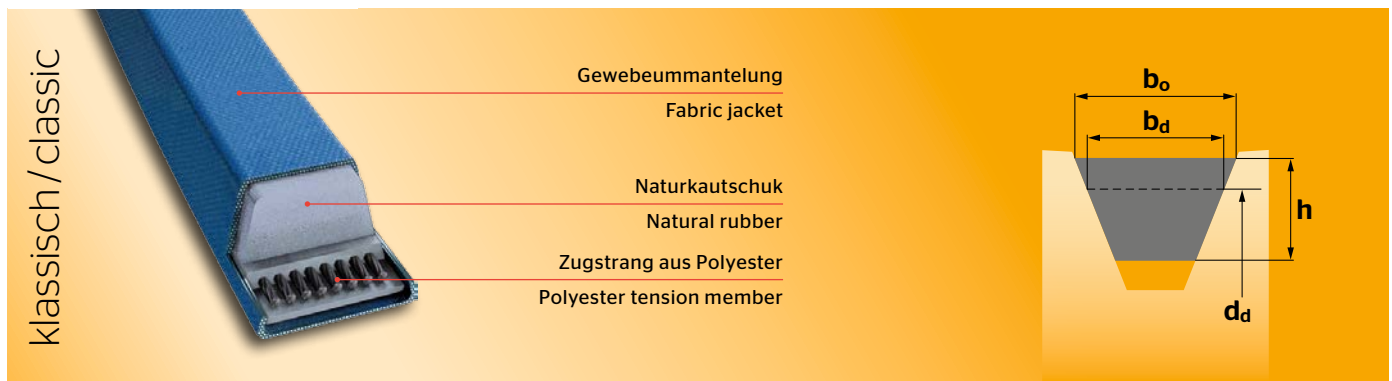 klassisch / classic
Gewebeummantelung
Fabric jacket
Naturkautschuk
Natural rubber
Zugstrang aus Polyester
Polyester tension member
bo
bd
h
dd